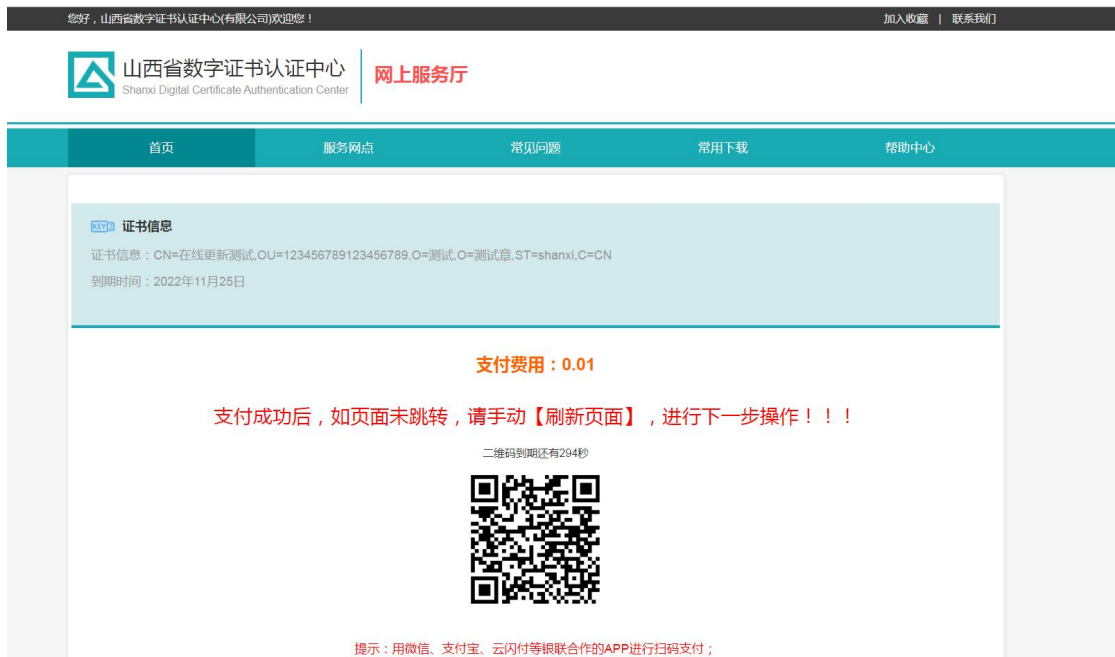 您好，山西省数字证书认证中心(有限公司)欢迎您！
加入收藏 | 联系我们
山西省数字证书认证中心
Shanxi Digital Certificate Authentication Center
网上服务厅
首页 服务网点 常见问题 常用下载 帮助中心
KEY
证书信息
证书信息：CN=在线更新测试,OU=123456789123456789,O=测试,O=测试章,ST=shanxi,C=CN
到期时间：2022年11月25日
支付费用：0.01
支付成功后，如页面未跳转，请手动【刷新页面】，进行下一步操作！！！
二维码到期还有294秒
提示：用微信、支付宝、云闪付等银联合作的APP进行扫码支付；